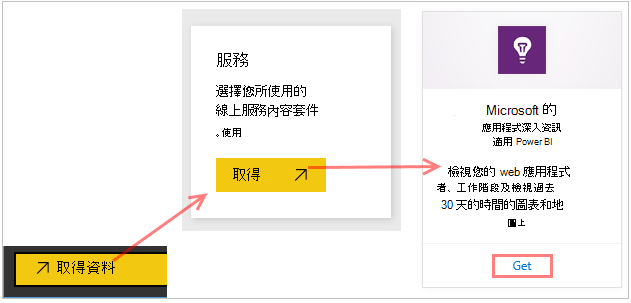 取得資料
服務
選擇您所使用的
線上服務內容套件
。使用
取得
Microsoft 的
應用程式深入資訊
適用 Power BI
檢視您的 web 應用程式
者、工作階段及檢視過去
30 天的時間的圖表和地
圖上
Get